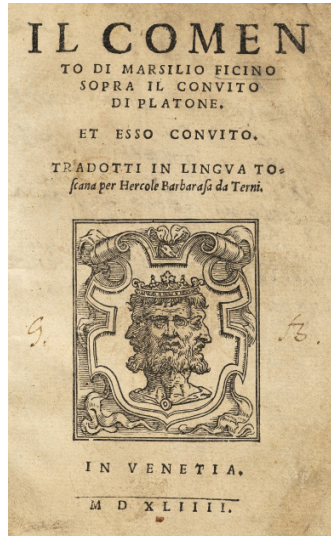 IL COMEN
TO DI MARSILIO FICINO
SOPRA IL CONVITO
DI PLATONE.
ET ESSO CONVITO.
TRADOTTI IN LINGVA TO⸗
scana per Hercole Barbarasa da Terni.
IN VENETIA.
M D XLIIII.